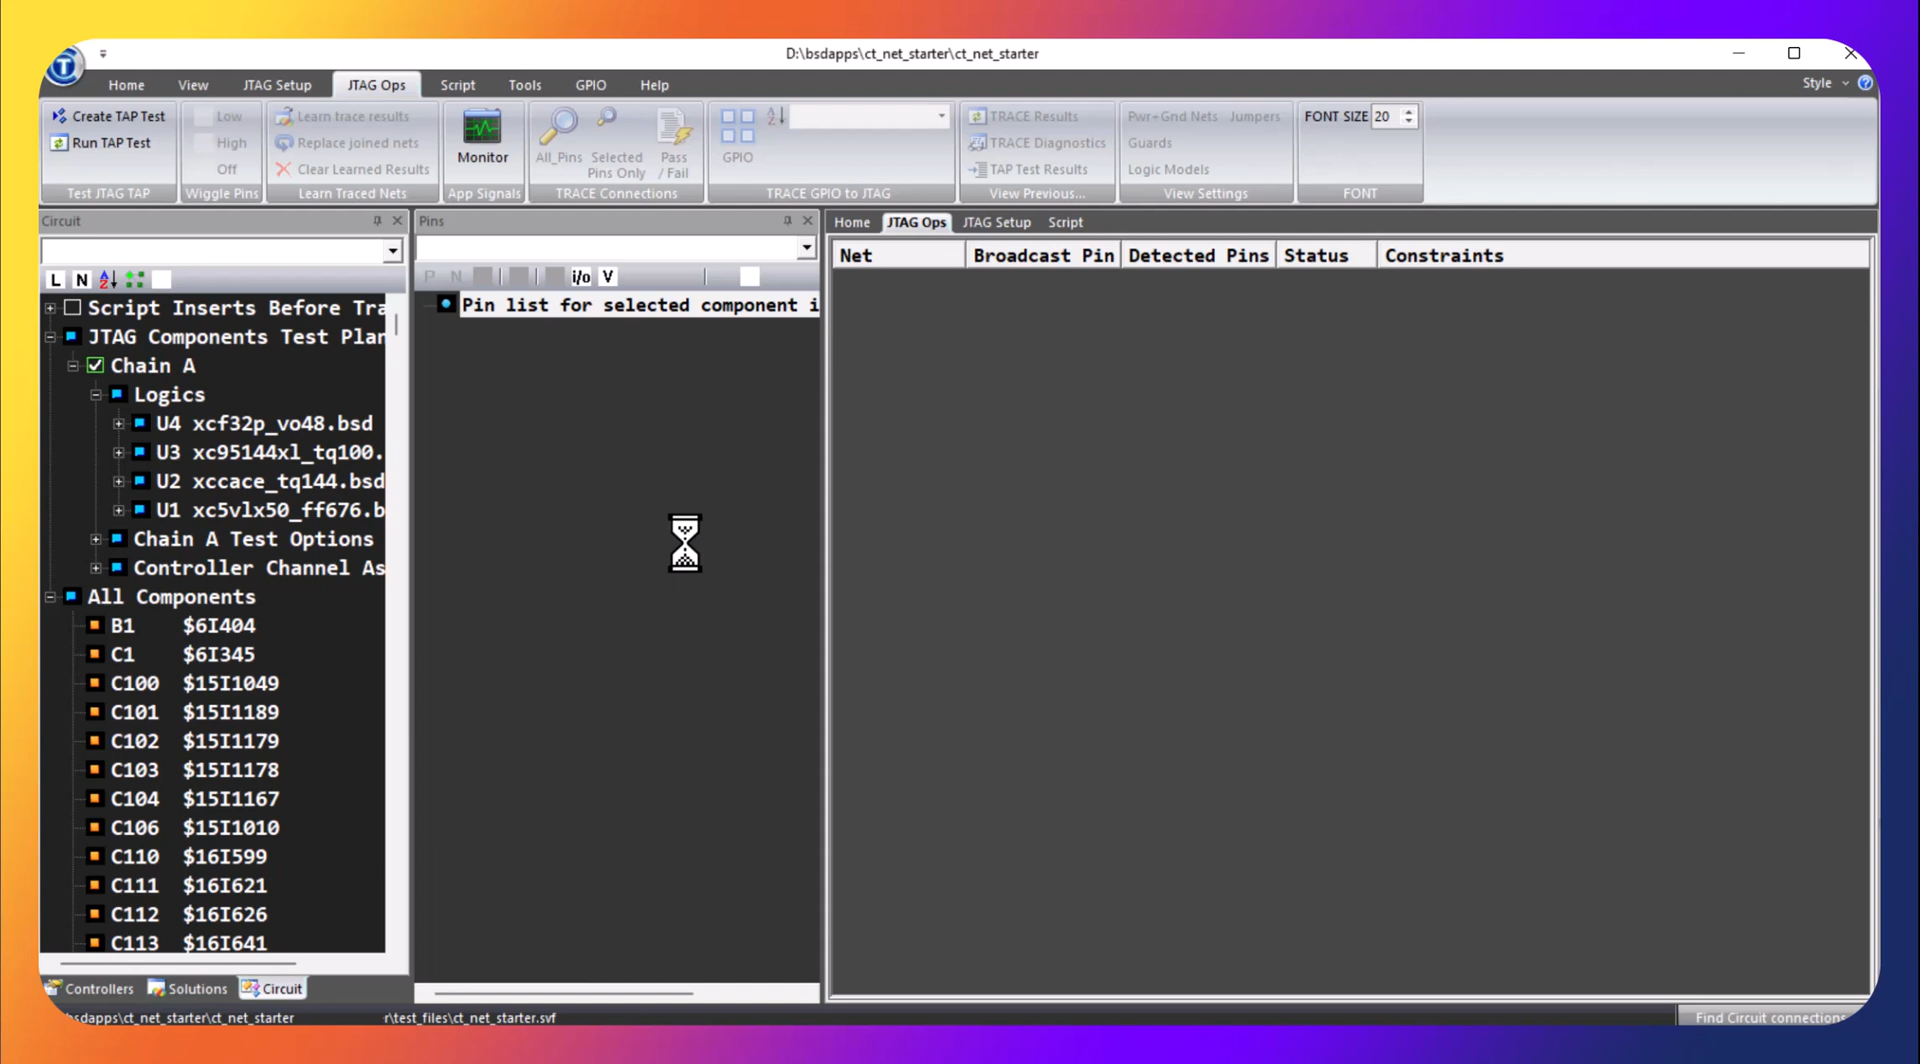 D:\bsdapps\ct_net_starter\ct_net_starter
Home View JTAG Setup JTAG Ops Script Tools GPIO Help Style
Create TAP Test
Run TAP Test
Test JTAG TAP
Low
High
Off
Wiggle Pins
Learn trace results
Replace joined nets
Clear Learned Results
Learn Traced Nets
Monitor
App Signals
All_Pins
Selected
Pins Only
Pass
/ Fail
TRACE Connections
GPIO
TRACE GPIO to JTAG
TRACE Results
TRACE Diagnostics
TAP Test Results
View Previous...
Pwr+Gnd Nets Jumpers
Guards
Logic Models
View Settings
FONT SIZE 20
FONT
Circuit
L N
Script Inserts Before Tra
JTAG Components Test Plan
Chain A
Logics
U4 xcf32p_vo48.bsd
U3 xc95144xl_tq100.
U2 xccace_tq144.bsd
U1 xc5vlx50_ff676.b
Chain A Test Options
Controller Channel As
All Components
B1 $6I404
C1 $6I345
C100 $15I1049
C101 $15I1189
C102 $15I1179
C103 $15I1178
C104 $15I1167
C106 $15I1010
C110 $16I599
C111 $16I621
C112 $16I626
C113 $16I641
Controllers Solutions Circuit
Pins
P N i/o V
Pin list for selected component i
Home JTAG Ops JTAG Setup Script
Net Broadcast Pin Detected Pins Status Constraints
bsdapps\ct_net_starter\ct_net_starter r\test_files\ct_net_starter.svf
Find Circuit connections